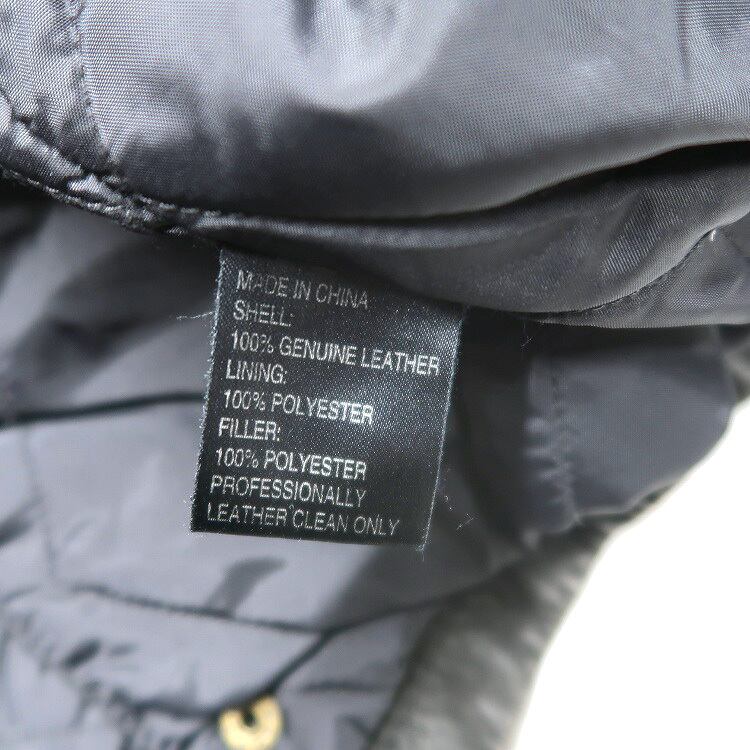 MADE IN CHINA
SHELL:
100% GENUINE LEATHER
LINING:
100% POLYESTER
FILLER:
100% POLYESTER
PROFESSIONALLY
LEATHER CLEAN ONLY